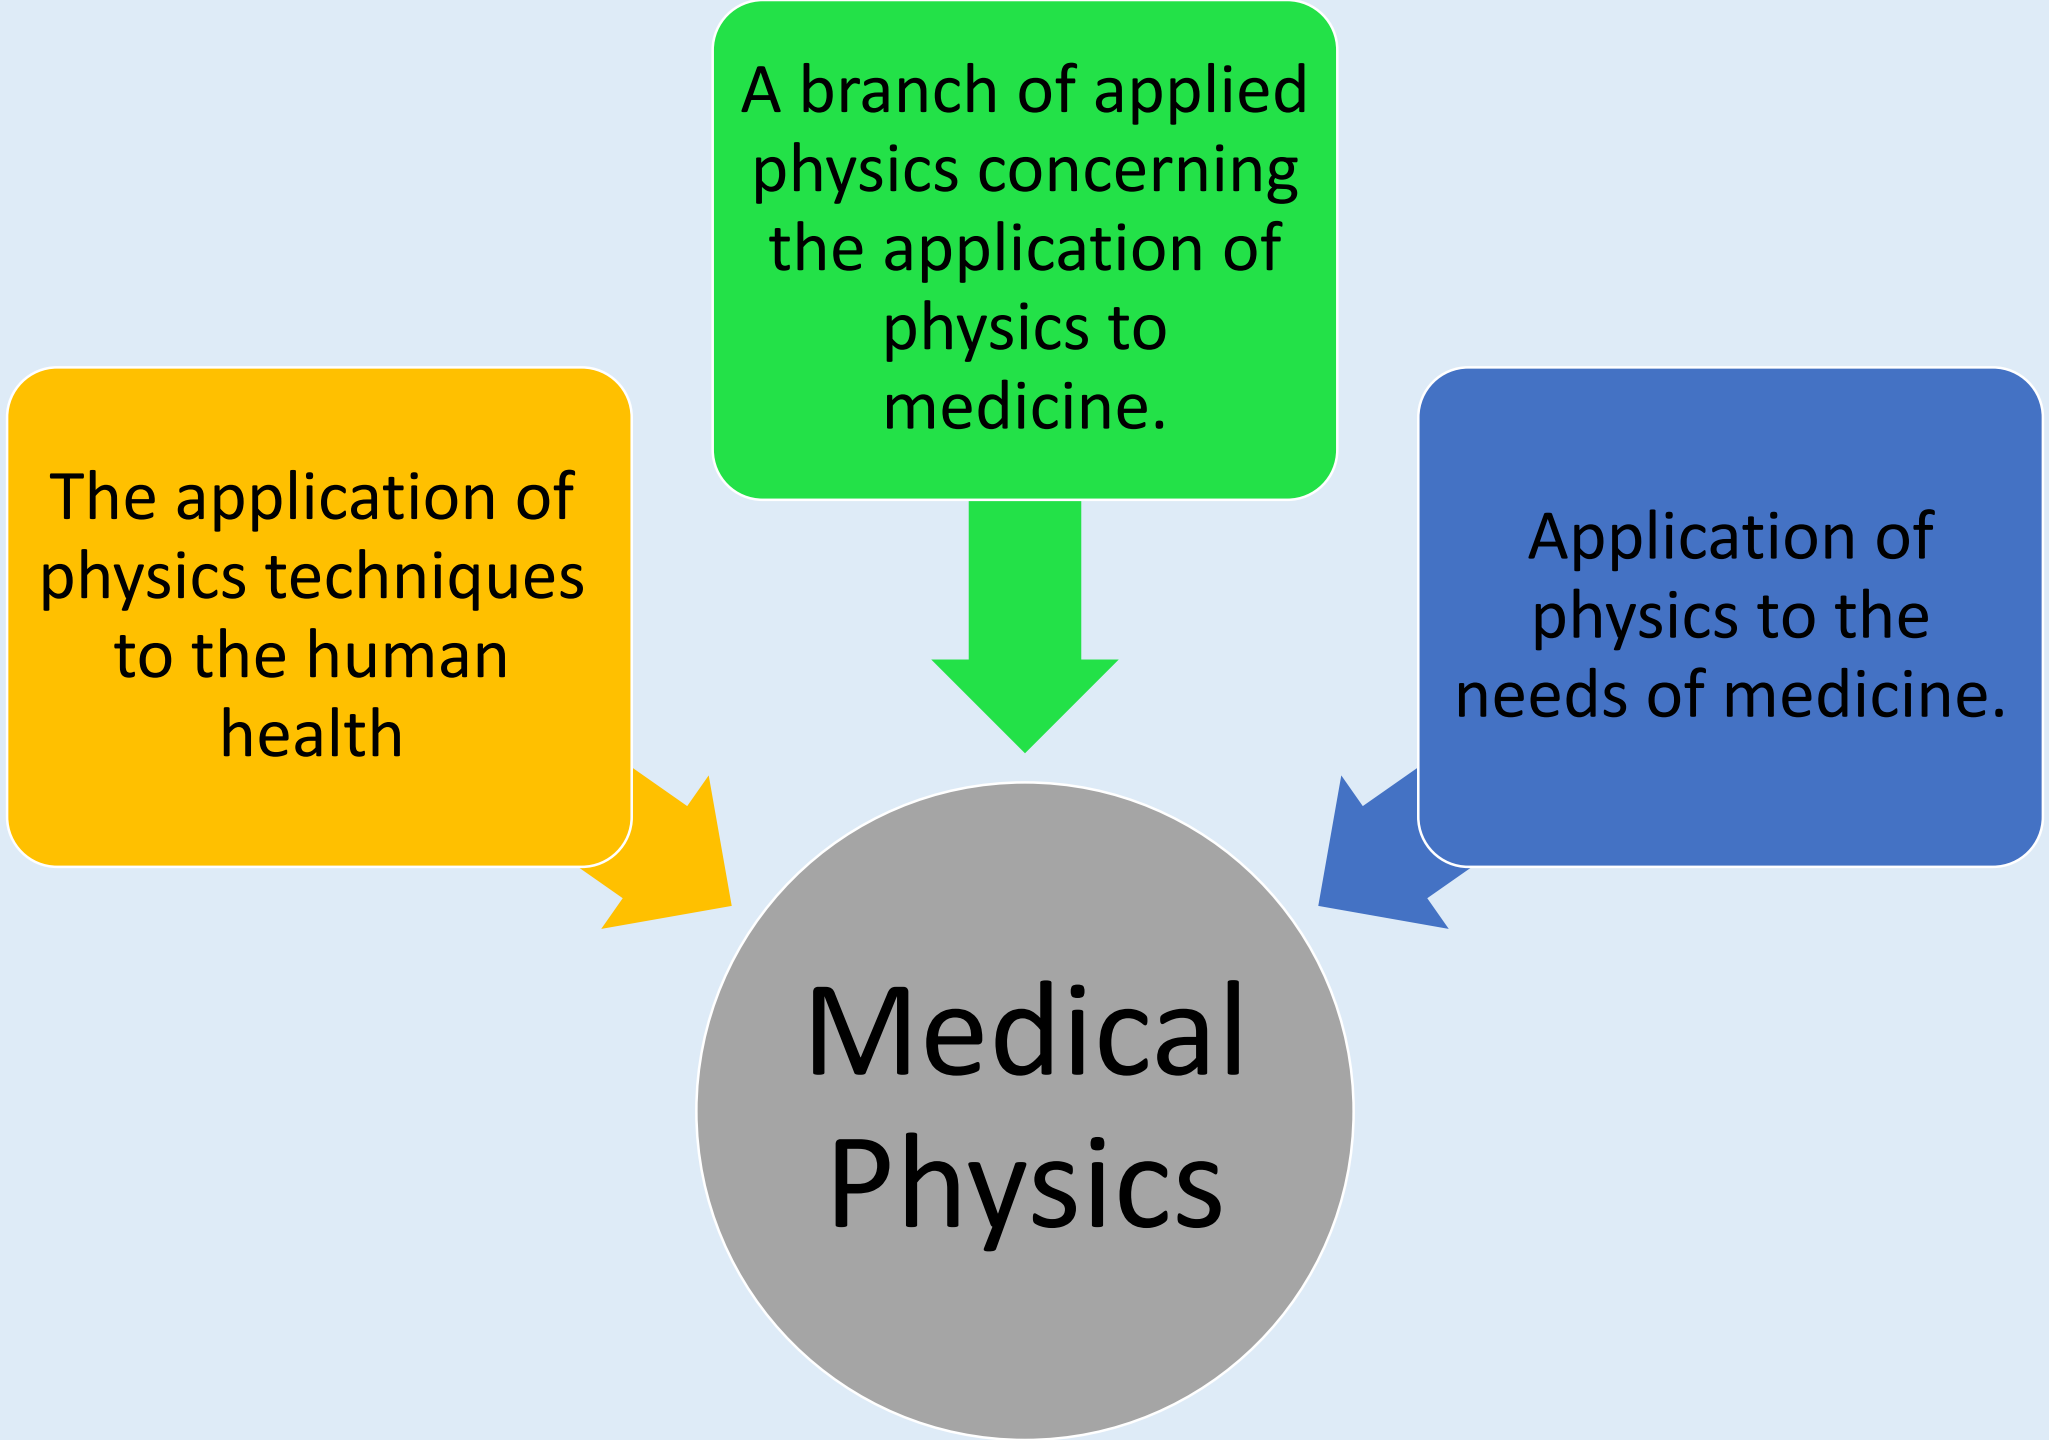 The application of
physics techniques
to the human
health
A branch of applied
physics concerning
the application of
physics to
medicine.
Application of
physics to the
needs of medicine.
Medical
Physics